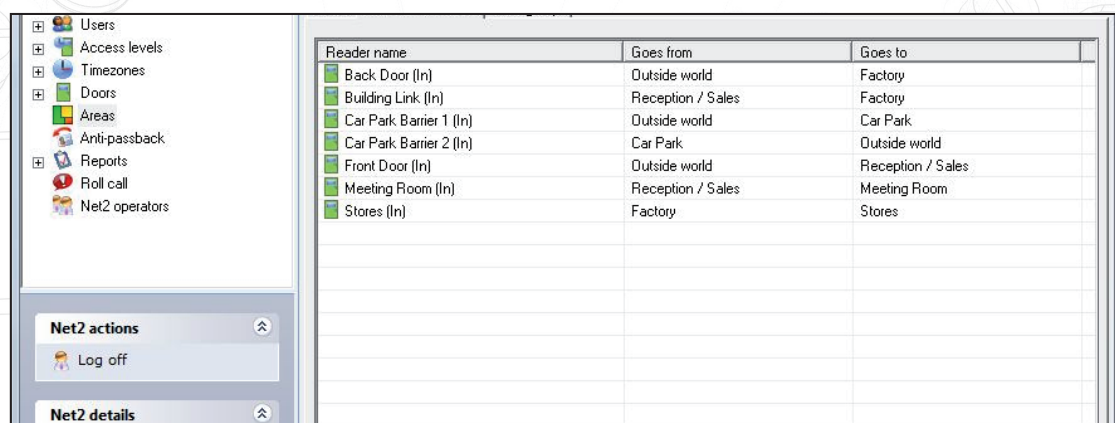 Users
Access levels
Timezones
Doors
Areas
Anti-passback
Reports
Roll call
Net2 operators
Net2 actions
Log off
Net2 details
Reader name Goes from Goes to
Back Door (In) Outside world Factory
Building Link (In) Reception / Sales Factory
Car Park Barrier 1 (In) Outside world Car Park
Car Park Barrier 2 (In) Car Park Outside world
Front Door (In) Outside world Reception / Sales
Meeting Room (In) Reception / Sales Meeting Room
Stores (In) Factory Stores